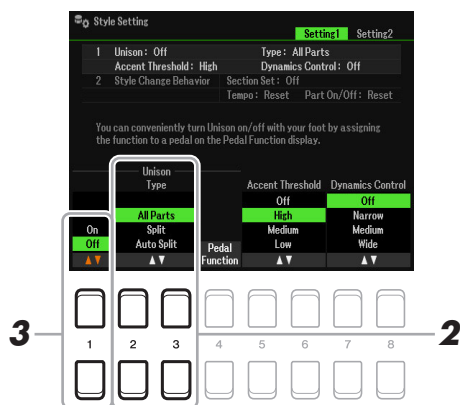 Style Setting
Setting1 Setting2
1 Unison: Off Type: All Parts
Accent Threshold: High Dynamics Control: Off
2 Style Change Behavior Section Set: Off
Tempo: Reset Part On/Off: Reset
You can conveniently turn Unison on/off with your foot by assigning
the function to a pedal on the Pedal Function display.
Unison
Type Accent Threshold Dynamics Control
Off Off
All Parts High Narrow
On Split Medium Medium
Off Auto Split Pedal Low Wide
Function
3 2
1 2 3 4 5 6 7 8